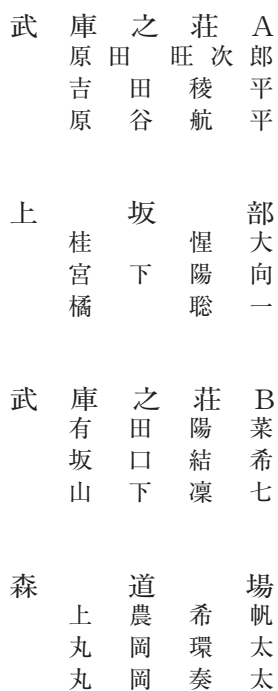 武庫之荘A
原田 旺次郎
吉田稜平
原谷航平
上坂部
桂 惺大
宮下陽向
橘 聡一
武庫之荘B
有田陽菜
坂口結希
山下凜七
森道場
上農希帆
丸岡環太
丸岡奏太